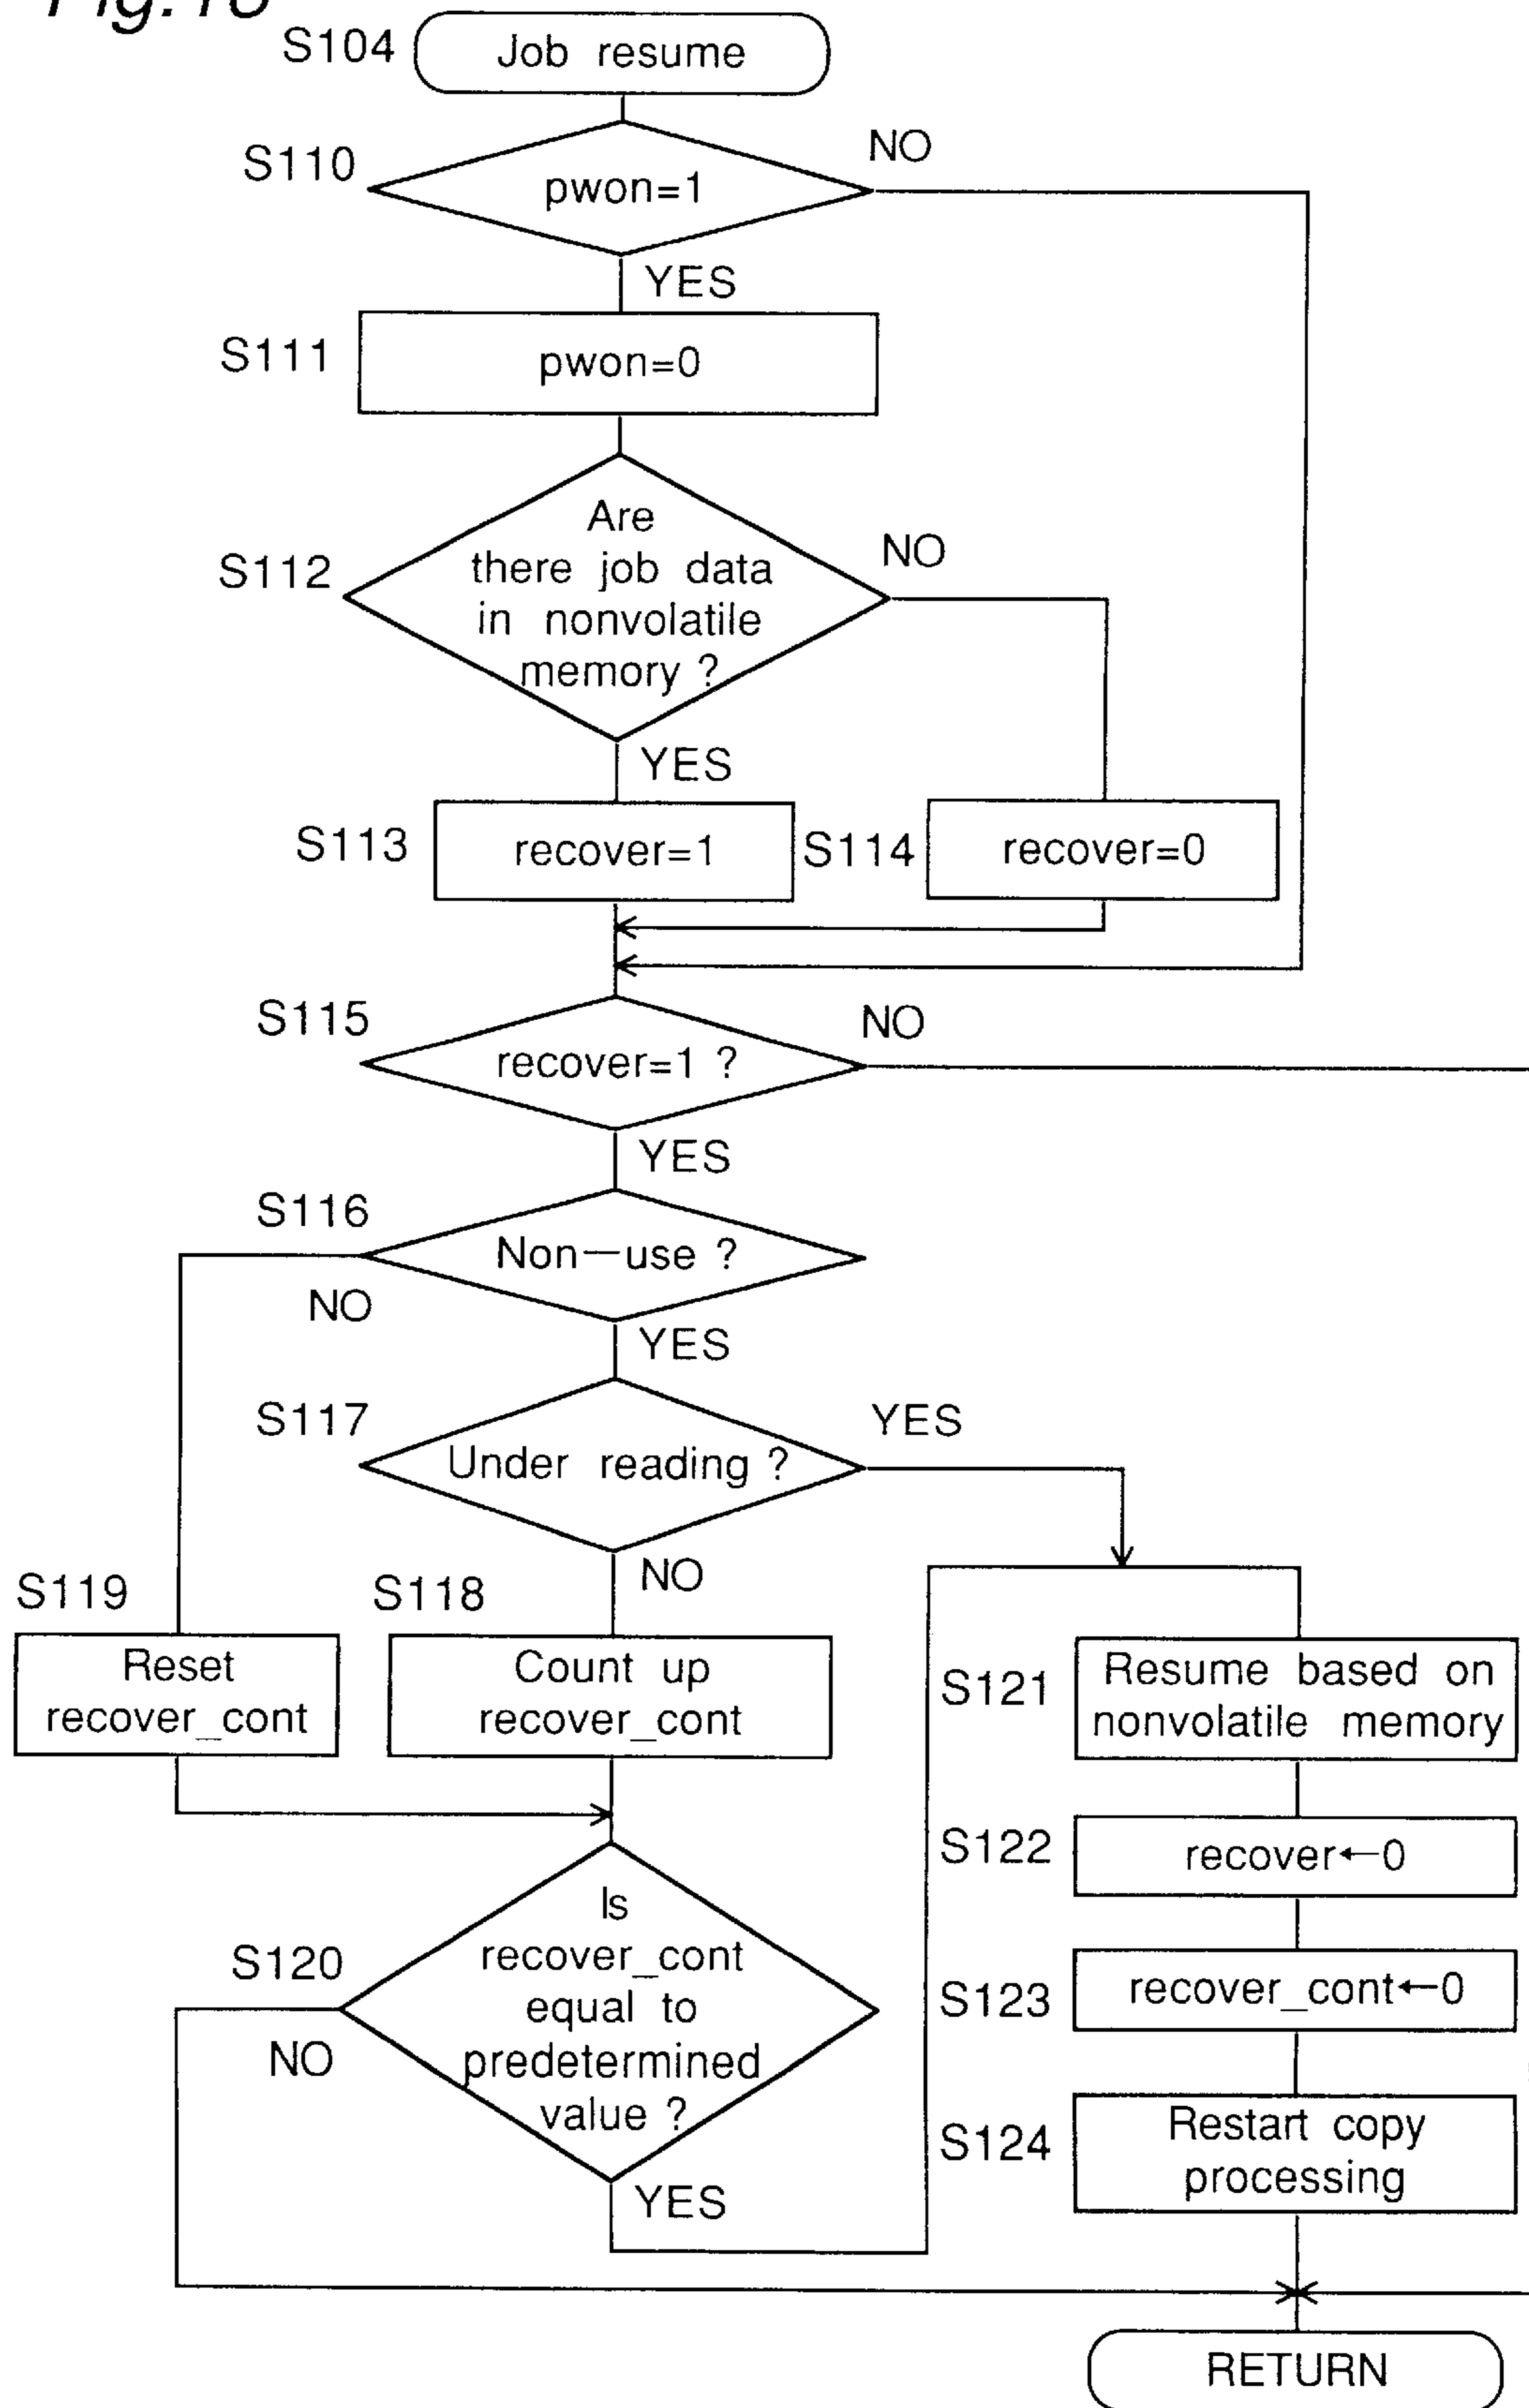 S104
Job resume
S110
pwon=1
NO
YES
S111
pwon=0
S112
Are
there job data
in nonvolatile
memory ?
NO
YES
S113
recover=1
S114
recover=0
S115
recover=1 ?
NO
YES
S116
Non—use ?
NO
YES
S117
Under reading ?
YES
NO
S119
Reset
recover_cont
S118
Count up
recover_cont
S121
Resume based on
nonvolatile memory
S122
recover←0
S120
Is
recover_cont
equal to
predetermined
value ?
NO
YES
S123
recover_cont←0
S124
Restart copy
processing
RETURN